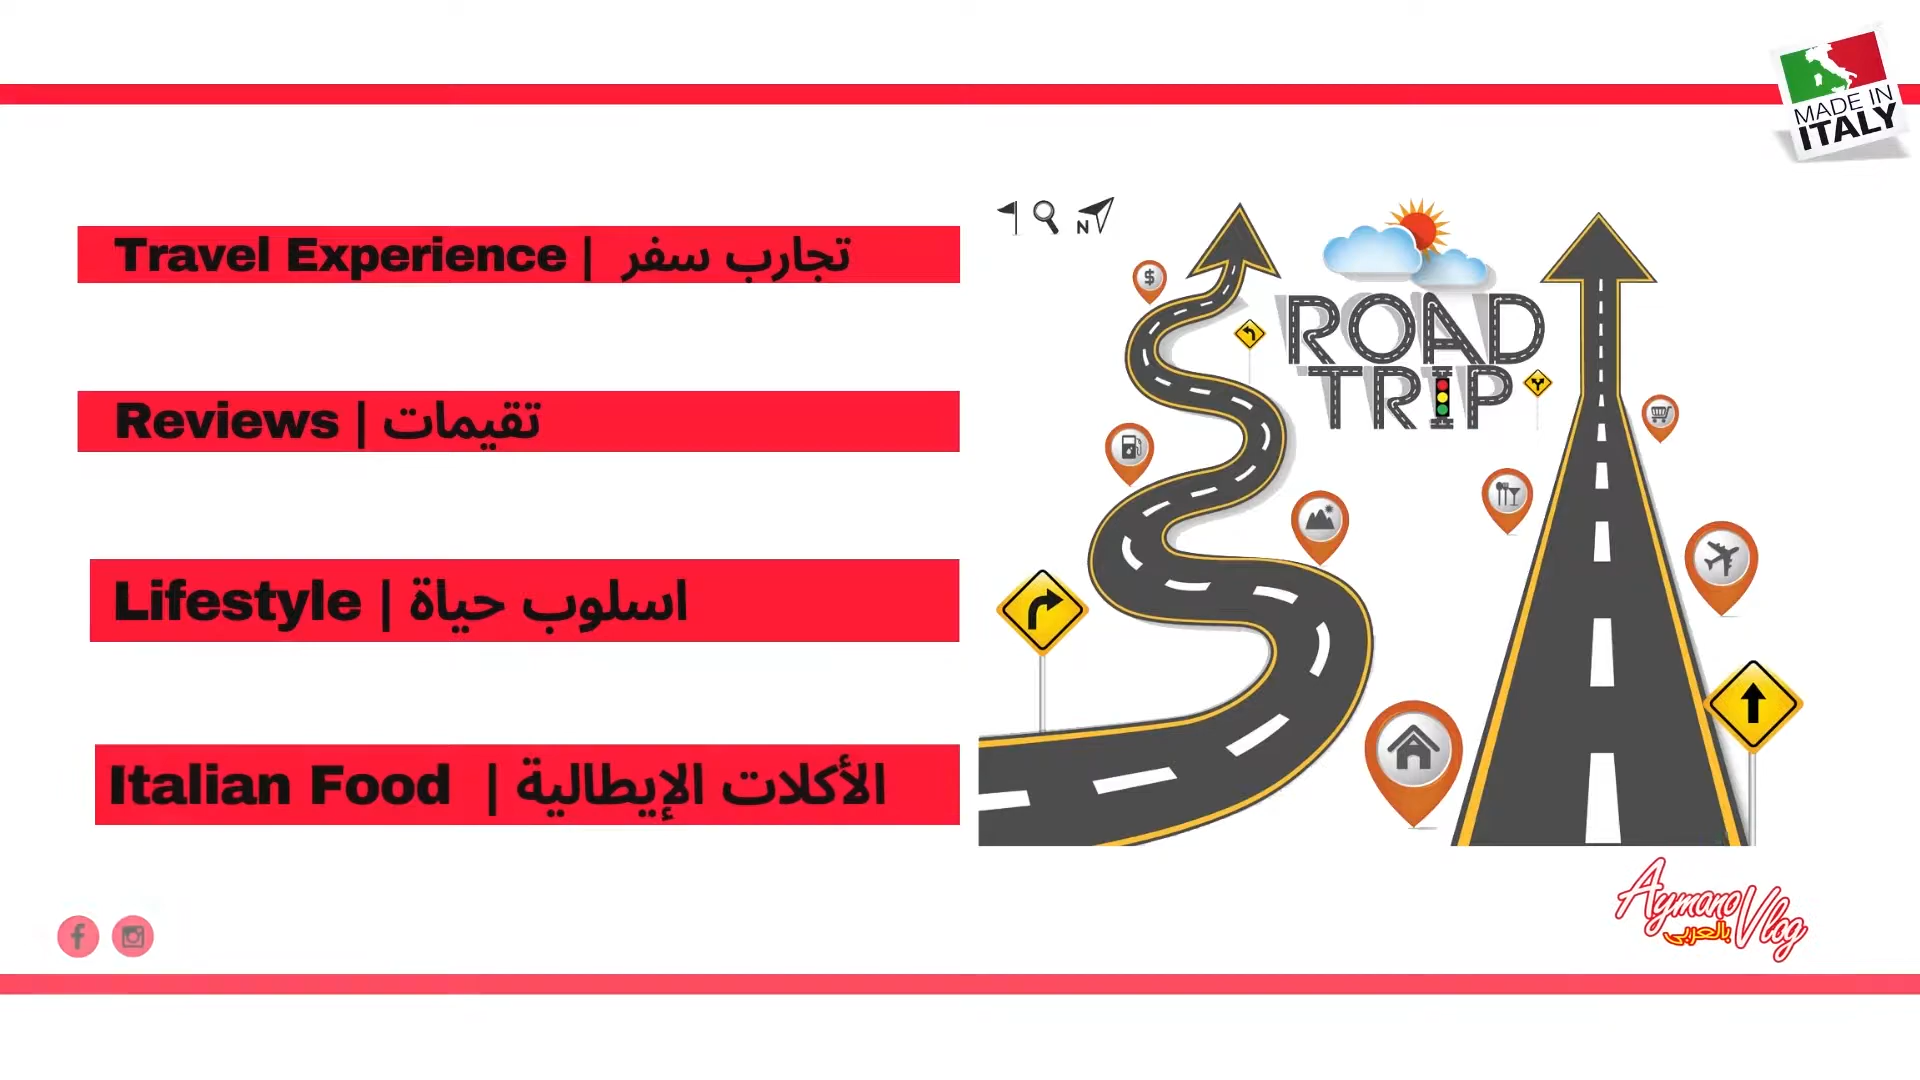 MADE IN
ITALY
Travel Experience | تجارب سفر
Reviews | تقيمات
Lifestyle | اسلوب حياة
Italian Food | الأكلات الإيطالية
N
$
ROAD
TRIP
Aymano Vlog
بالعربي